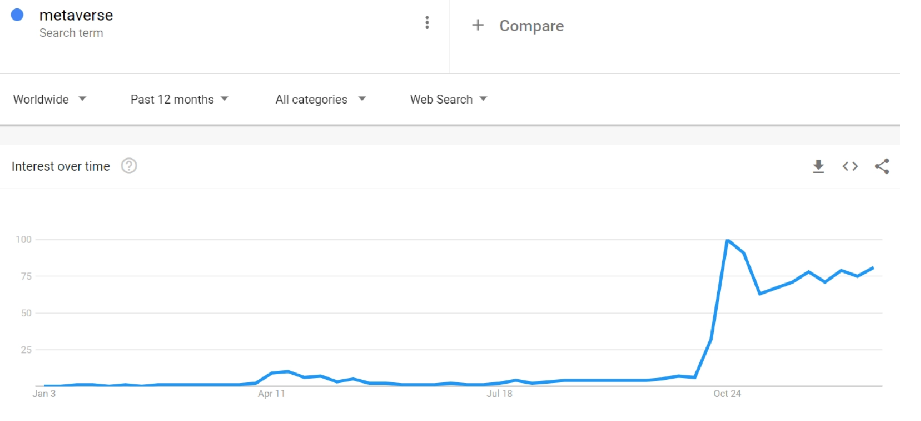 metaverse
Search term
+ Compare
Worldwide
Past 12 months
All categories
Web Search
Interest over time ?
100
75
50
25
Jan 3
Apr 11
Jul 18
Oct 24